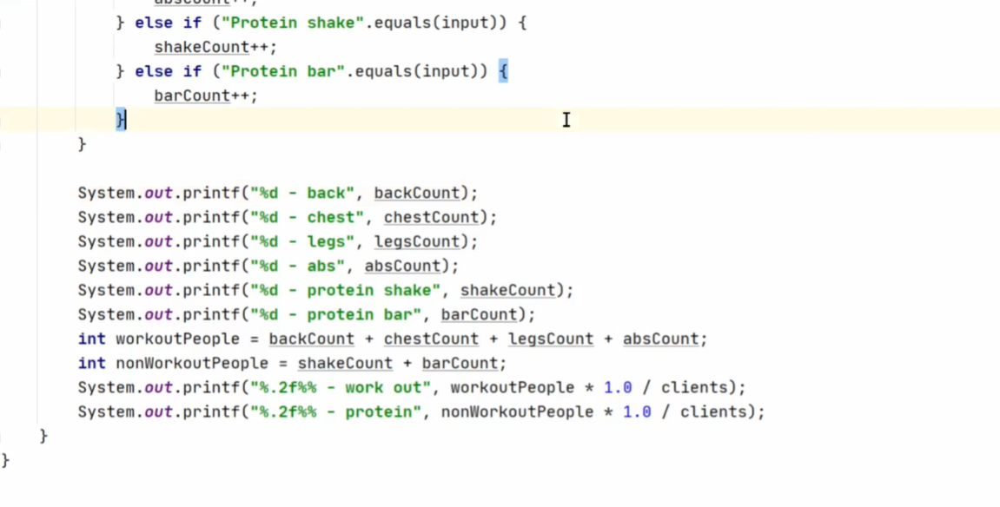 absCount++;
} else if ("Protein shake".equals(input)) {
shakeCount++;
} else if ("Protein bar".equals(input)) {
barCount++;
}
}
System.out.printf("%d - back", backCount);
System.out.printf("%d - chest", chestCount);
System.out.printf("%d - legs", legsCount);
System.out.printf("%d - abs", absCount);
System.out.printf("%d - protein shake", shakeCount);
System.out.printf("%d - protein bar", barCount);
int workoutPeople = backCount + chestCount + legsCount + absCount;
int nonWorkoutPeople = shakeCount + barCount;
System.out.printf("%.2f%% - work out", workoutPeople * 1.0 / clients);
System.out.printf("%.2f%% - protein", nonWorkoutPeople * 1.0 / clients);
}
}